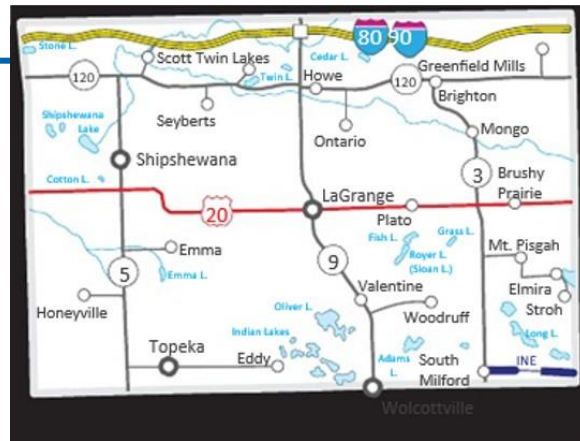 80 90
Stone L.
Scott Twin Lakes
Cedar L.
Greenfield Mills
120
Twin L.
Howe
120
Brighton
Seyberts
Shipshewana
Lake
Ontario
Mongo
Shipshewana
3
Brushy
Prairie
Cotton L.
20
LaGrange
Plato
Fish L.
Grass L.
Royer L.
(Sloan L.)
Emma
9
Mt. Pisgah
5
Emma L.
Elmira
Valentine
Stroh
Honeyville
Oliver L.
Woodruff
Long L.
Indian Lakes
Topeka
Eddy
Adams
L.
South
Milford
INE
Wolcottville